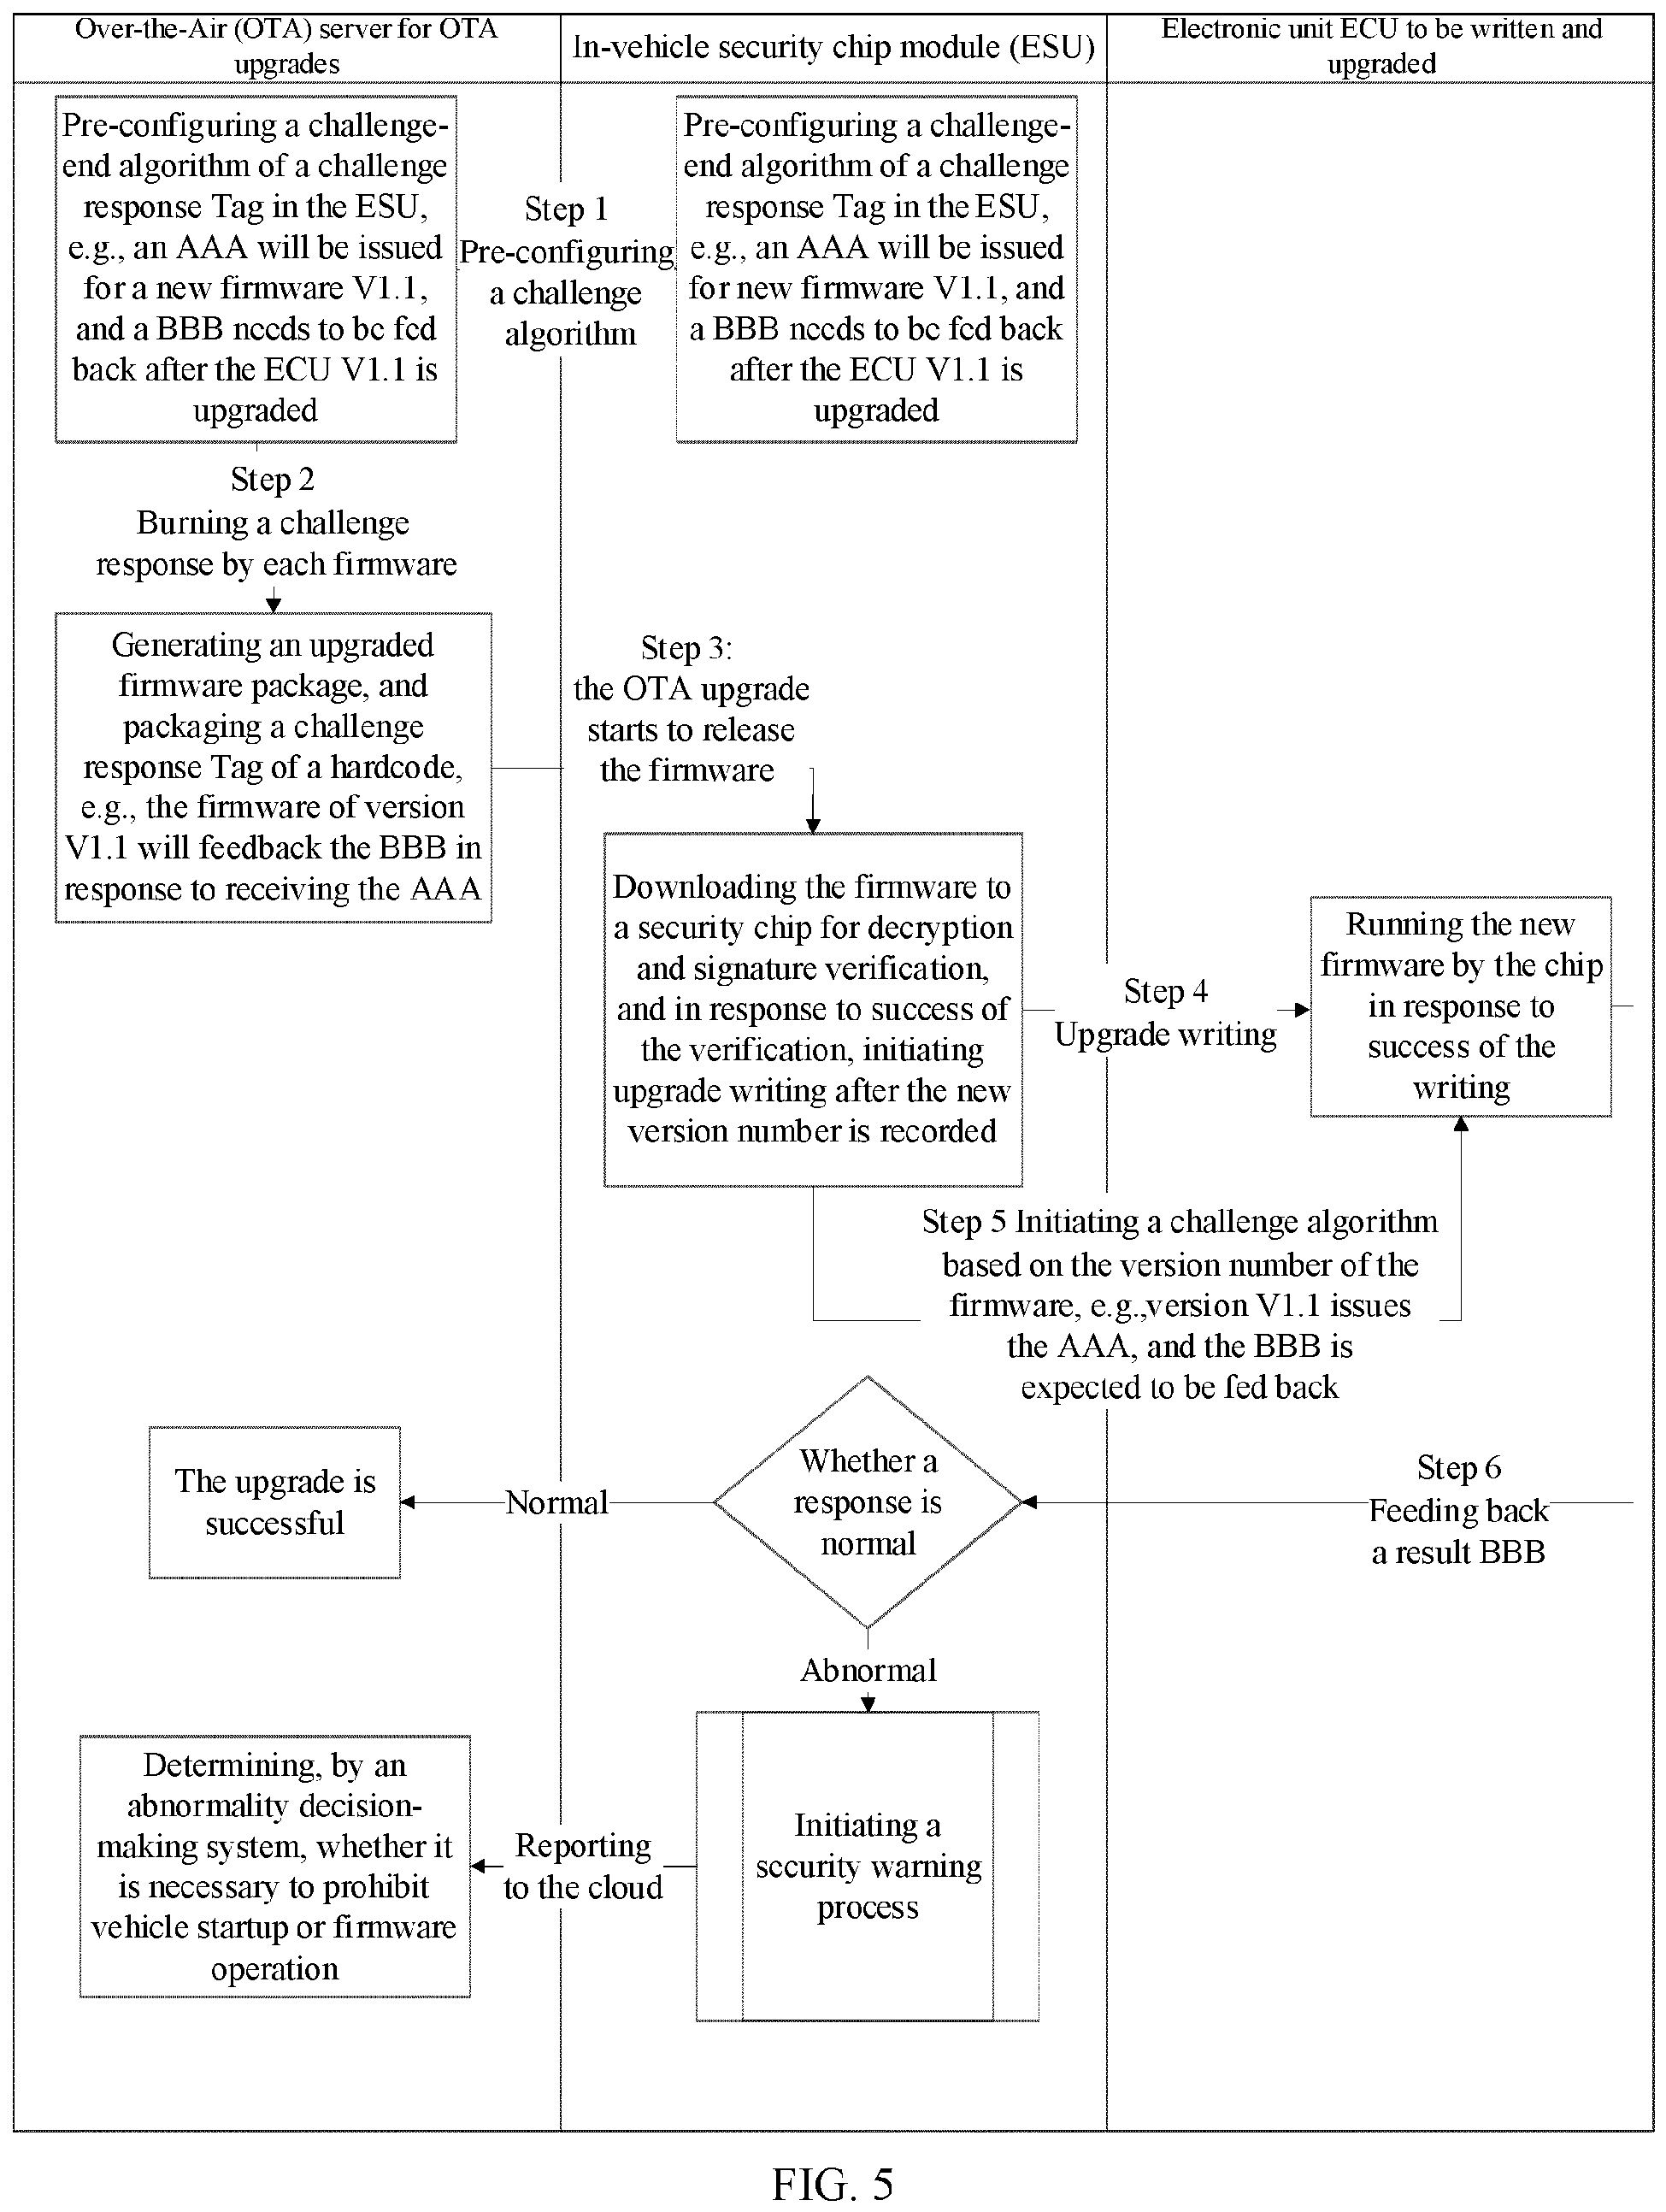 Over-the-Air (OTA) server for OTA
upgrades
In-vehicle security chip module (ESU)
Electronic unit ECU to be written and
upgraded
Pre-configuring a challenge-
end algorithm of a challenge
response Tag in the ESU,
e.g., an AAA will be issued
for a new firmware V1.1,
and a BBB needs to be fed
back after the ECU V1.1 is
upgraded
Step 1
Pre-configuring
a challenge
algorithm
Pre-configuring a challenge-
end algorithm of a challenge
response Tag in the ESU,
e.g., an AAA will be issued
for new firmware V1.1, and
a BBB needs to be fed back
after the ECU V1.1 is
upgraded
Step 2
Burning a challenge
response by each firmware
Generating an upgraded
firmware package, and
packaging a challenge
response Tag of a hardcode,
e.g., the firmware of version
V1.1 will feedback the BBB in
response to receiving the AAA
Step 3:
the OTA upgrade
starts to release
the firmware
Downloading the firmware to
a security chip for decryption
and signature verification,
and in response to success of
the verification, initiating
upgrade writing after the new
version number is recorded
Step 4
Upgrade writing
Running the new
firmware by the chip
in response to
success of the
writing
Step 5 Initiating a challenge algorithm
based on the version number of the
firmware, e.g.,version V1.1 issues
the AAA, and the BBB is
expected to be fed back
Step 6
Feeding back
a result BBB
Whether a
response is
normal
Normal
The upgrade is
successful
Abnormal
Initiating a
security warning
process
Reporting
to the cloud
Determining, by an
abnormality decision-
making system, whether it
is necessary to prohibit
vehicle startup or firmware
operation
FIG. 5